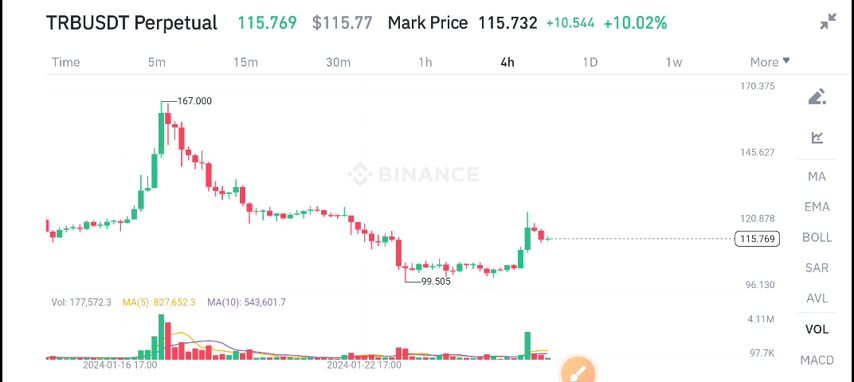 TRBUSDT Perpetual 115.769 $115.77 Mark Price 115.732 +10.544 +10.02%
Time 5m 15m 30m 1h 4h 1D 1w More
170.375
167.000
145.627
BINANCE
MA
EMA
120.878
BOLL
115.769
SAR
99.505
96.130
AVL
Vol: 177,572.3 MA(5): 827,652.3 MA(10): 543,601.7
4.11M
VOL
97.7K
MACD
2024-01-16 17:00 2024-01-22 17:00